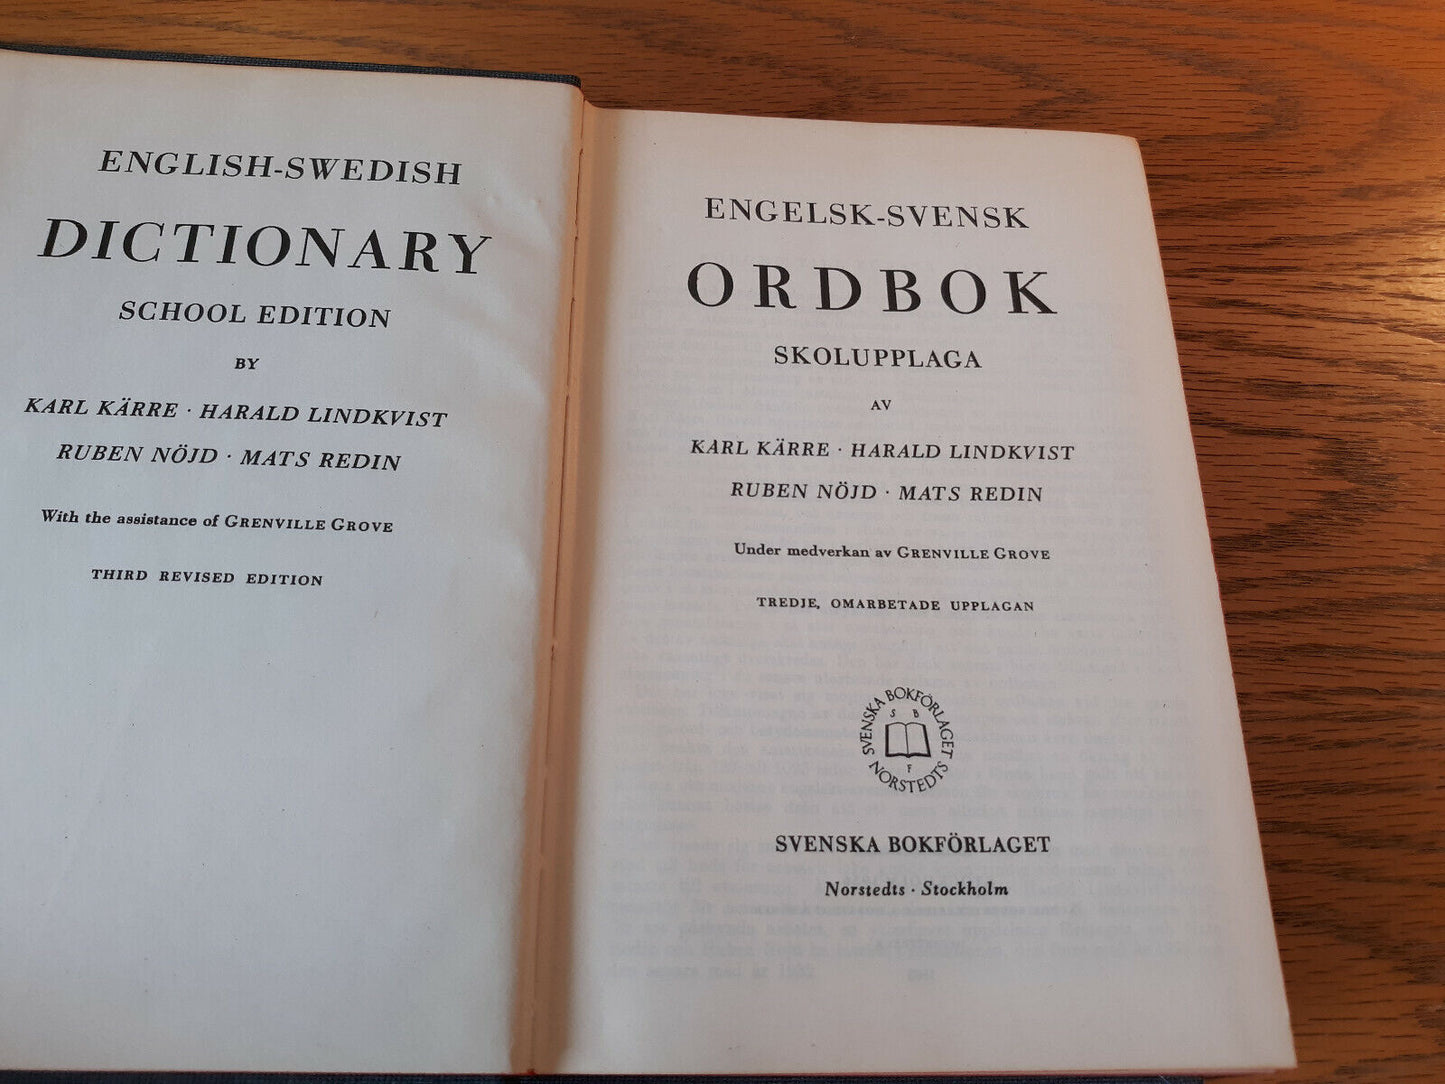 ENGLISH-SWEDISH
DICTIONARY
SCHOOL EDITION
BY
KARL KÄRRE · HARALD LINDKVIST
RUBEN NÖJD · MATS REDIN
With the assistance of GRENVILLE GROVE
THIRD REVISED EDITION
ENGELSK-SVENSK
ORDBOK
SKOLUPPLAGA
AV
KARL KÄRRE · HARALD LINDKVIST
RUBEN NÖJD · MATS REDIN
Under medverkan av GRENVILLE GROVE
TREDJE, OMARBETADE UPPLAGAN
SVENSKA BOKFÖRLAGET
S B
F
NORSTEDTS
SVENSKA BOKFÖRLAGET
Norstedts · Stockholm